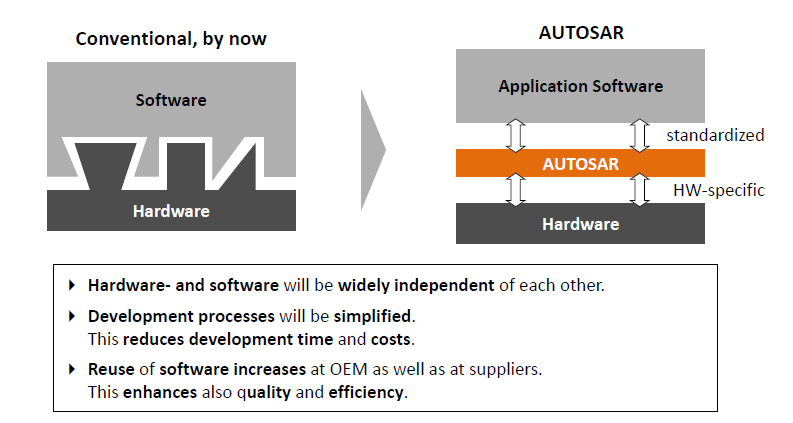 Conventional, by now
Software
Hardware
AUTOSAR
Application Software
standardized
AUTOSAR
HW-specific
Hardware
Hardware- and software will be widely independent of each other.
Development processes will be simplified.
This reduces development time and costs.
Reuse of software increases at OEM as well as at suppliers.
This enhances also quality and efficiency.